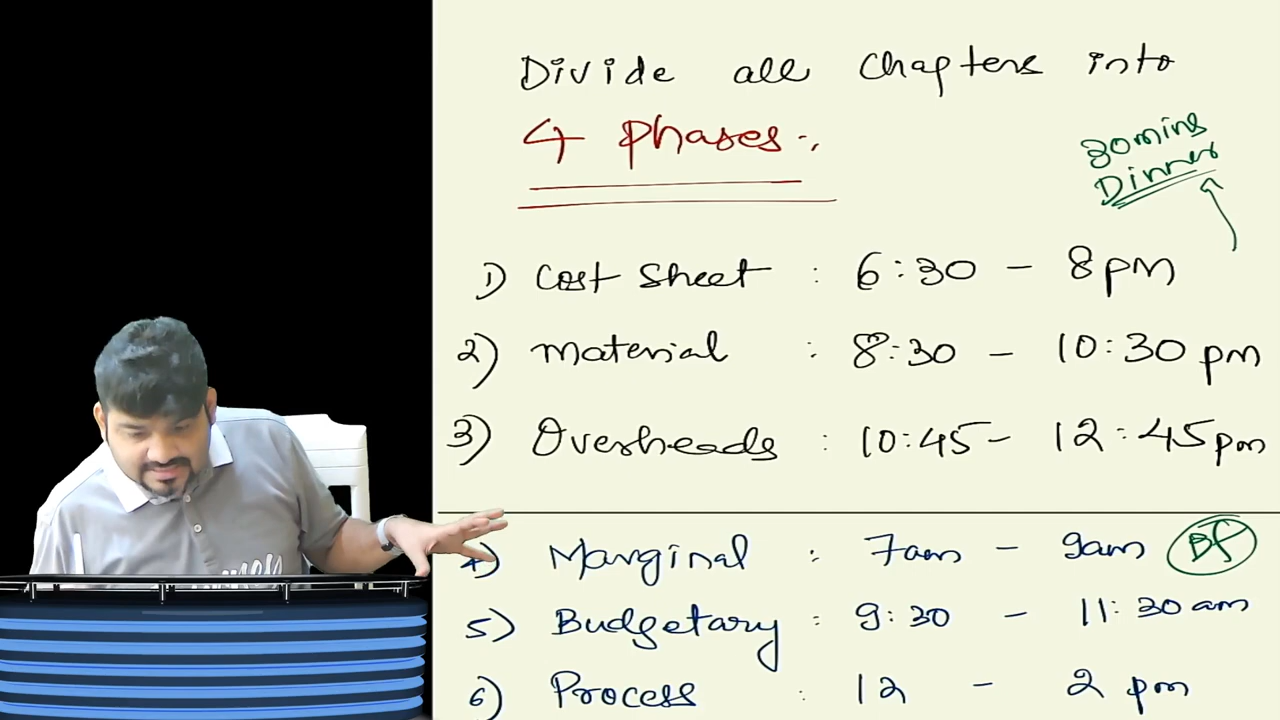 Divide all Chapters into
4 Phases:
30mins
Dinner
1) Cost Sheet : 6:30 - 8pm
2) Material : 8:30 - 10:30 pm
3) Overheads : 10:45 - 12:45pm
4) Marginal : 7am - 9am BF
5) Budgetary : 9:30 - 11:30am
6) Process : 12 - 2 pm